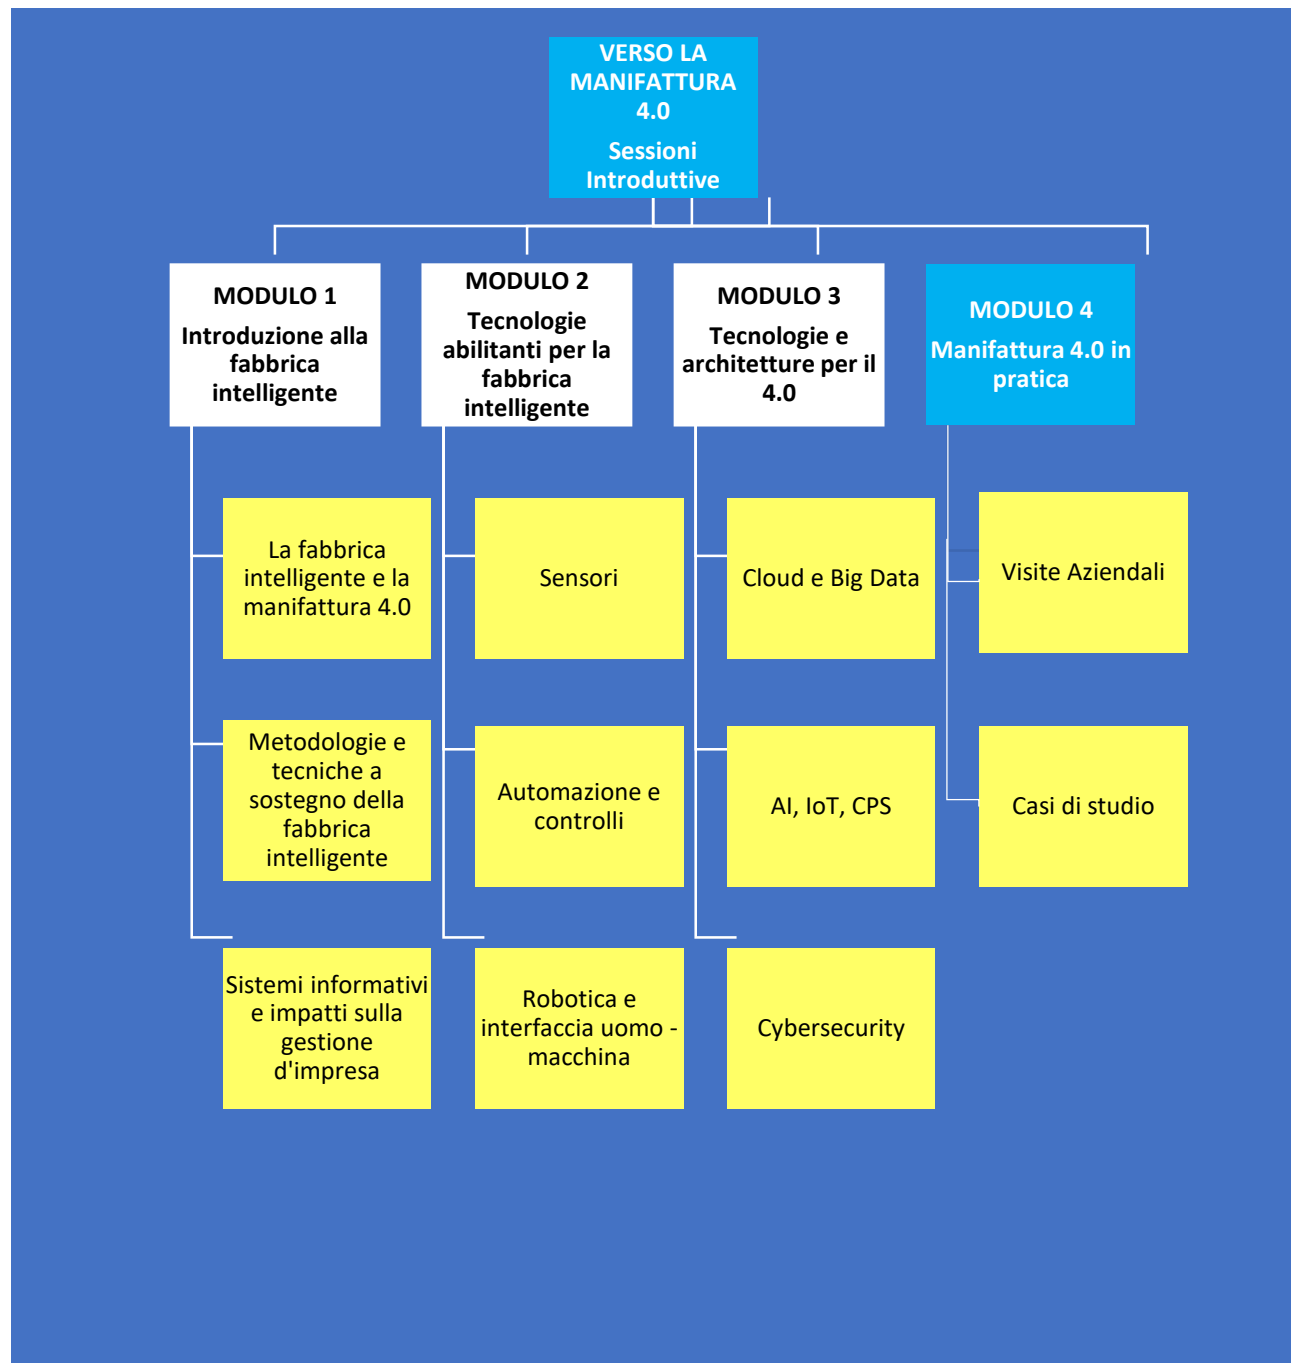 VERSO LA
MANIFATTURA
4.0
Sessioni
Introduttive
MODULO 1
Introduzione alla
fabbrica
intelligente
MODULO 2
Tecnologie
abilitanti per la
fabbrica
intelligente
MODULO 3
Tecnologie e
architetture per il
4.0
MODULO 4
Manifattura 4.0 in
pratica
La fabbrica
intelligente e la
manifattura 4.0
Sensori
Cloud e Big Data
Visite Aziendali
Metodologie e
tecniche a
sostegno della
fabbrica
intelligente
Automazione e
controlli
AI, IoT, CPS
Casi di studio
Sistemi informativi
e impatti sulla
gestione
d'impresa
Robotica e
interfaccia uomo -
macchina
Cybersecurity